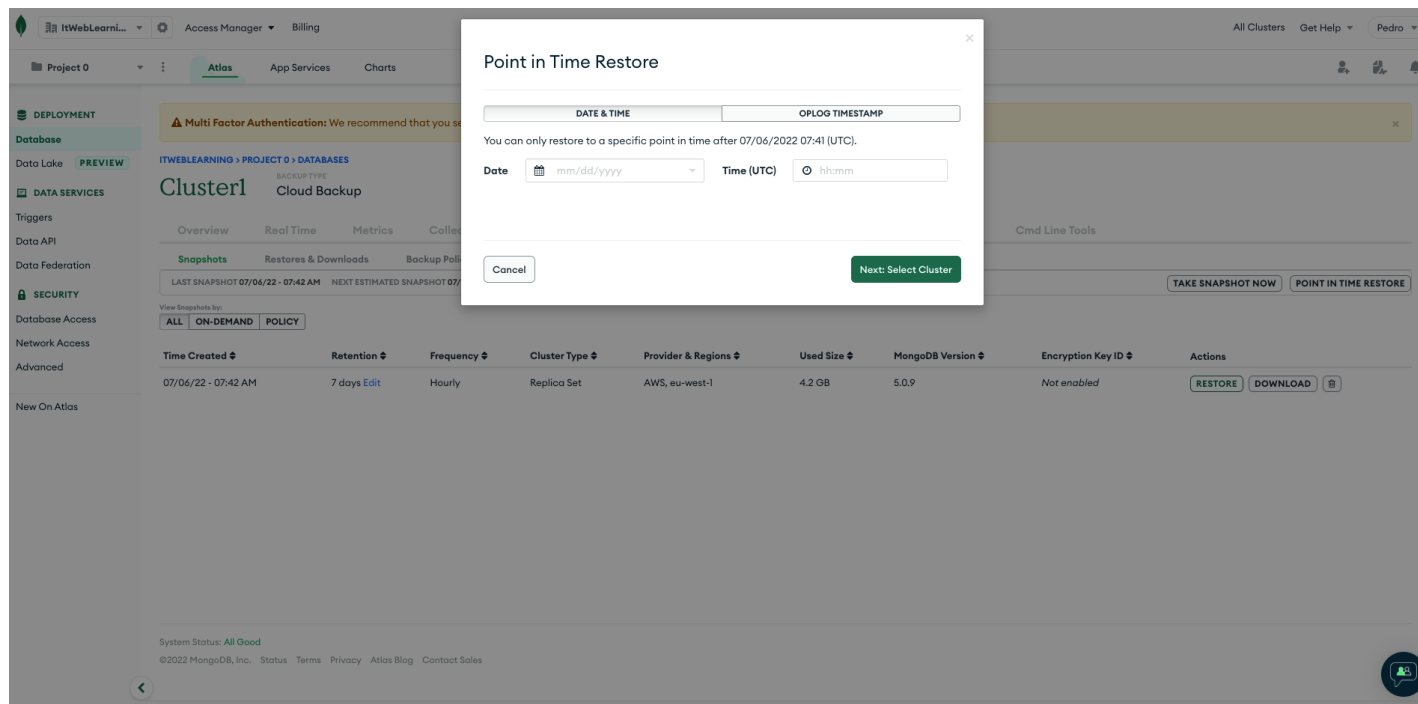 ItWebLearni... Access Manager Billing All Clusters Get Help Pedro
Project 0 Atlas App Services Charts
DEPLOYMENT
Database
Data Lake PREVIEW
DATA SERVICES
Triggers
Data API
Data Federation
SECURITY
Database Access
Network Access
Advanced
New On Atlas
Multi Factor Authentication: We recommend that you se
ITWEBLEARNING > PROJECT 0 > DATABASES
Cluster1
BACKUP TYPE
Cloud Backup
Overview Real Time Metrics Collec Cmd Line Tools
Snapshots Restores & Downloads Backup Poli
LAST SNAPSHOT 07/06/22 - 07:42 AM NEXT ESTIMATED SNAPSHOT 07/ TAKE SNAPSHOT NOW POINT IN TIME RESTORE
View Snapshots by:
ALL ON-DEMAND POLICY
Time Created Retention Frequency Cluster Type Provider & Regions Used Size MongoDB Version Encryption Key ID Actions
07/06/22 - 07:42 AM 7 days Edit Hourly Replica Set AWS, eu-west-1 4.2 GB 5.0.9 Not enabled RESTORE DOWNLOAD
Point in Time Restore
DATE & TIME OPLOG TIMESTAMP
You can only restore to a specific point in time after 07/06/2022 07:41 (UTC).
Date mm/dd/yyyy Time (UTC) hh:mm
Cancel Next: Select Cluster
System Status: All Good
©2022 MongoDB, Inc. Status Terms Privacy Atlas Blog Contact Sales